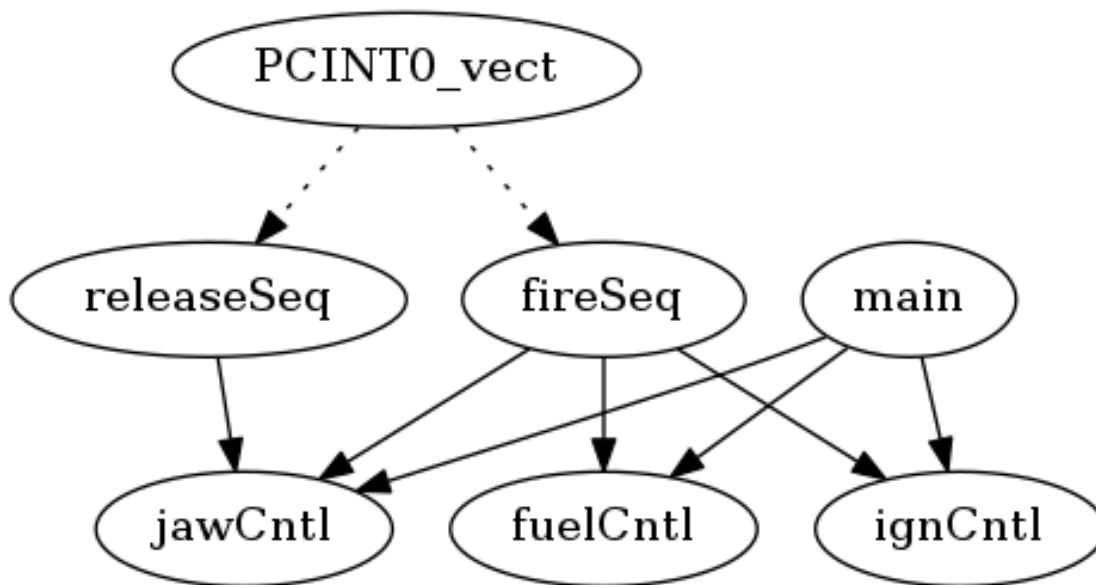 PCINT0_vect
releaseSeq
fireSeq
main
jawCntl
fuelCntl
ignCntl